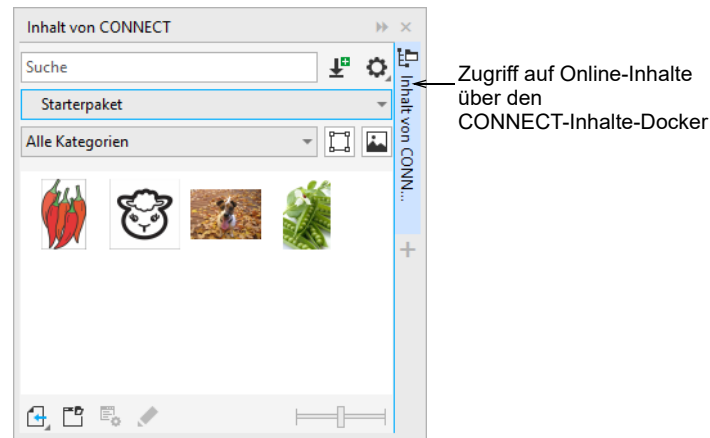 Inhalt von CONNECT
Suche
Starterpaket
Alle Kategorien
Inhalt von CONN...
Zugriff auf Online-Inhalte
über den
CONNECT-Inhalte-Docker